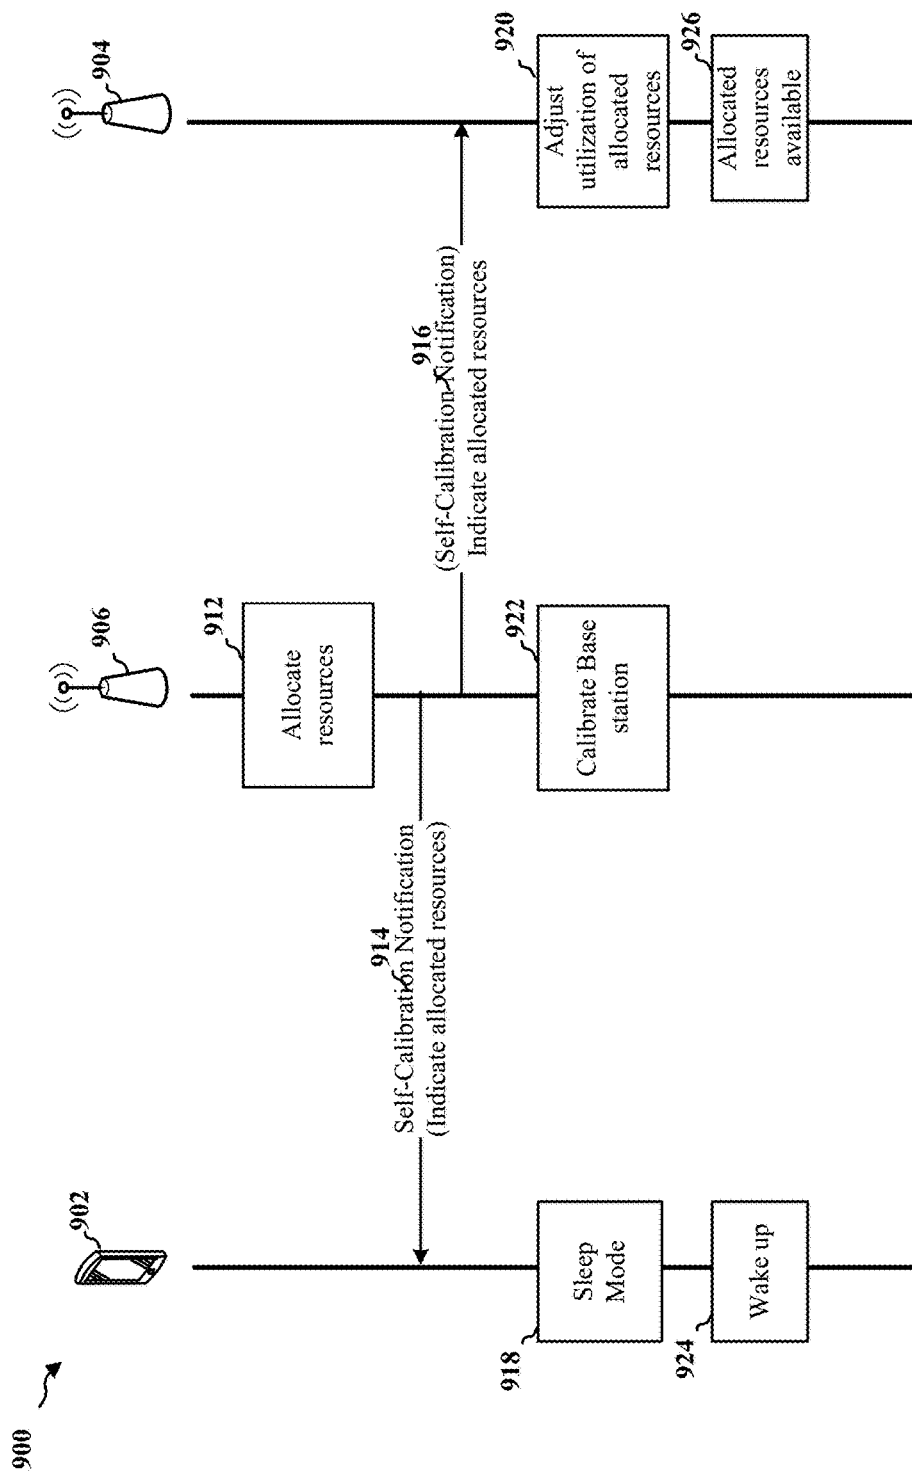 900
902
906
904
912
Allocate
resources
914
Self-Calibration Notification
(Indicate allocated resources)
916
(Self-Calibration Notification)
Indicate allocated resources
918
Sleep
Mode
922
Calibrate Base
station
920
Adjust
utilization of
allocated
resources
924
Wake up
926
Allocated
resources
available